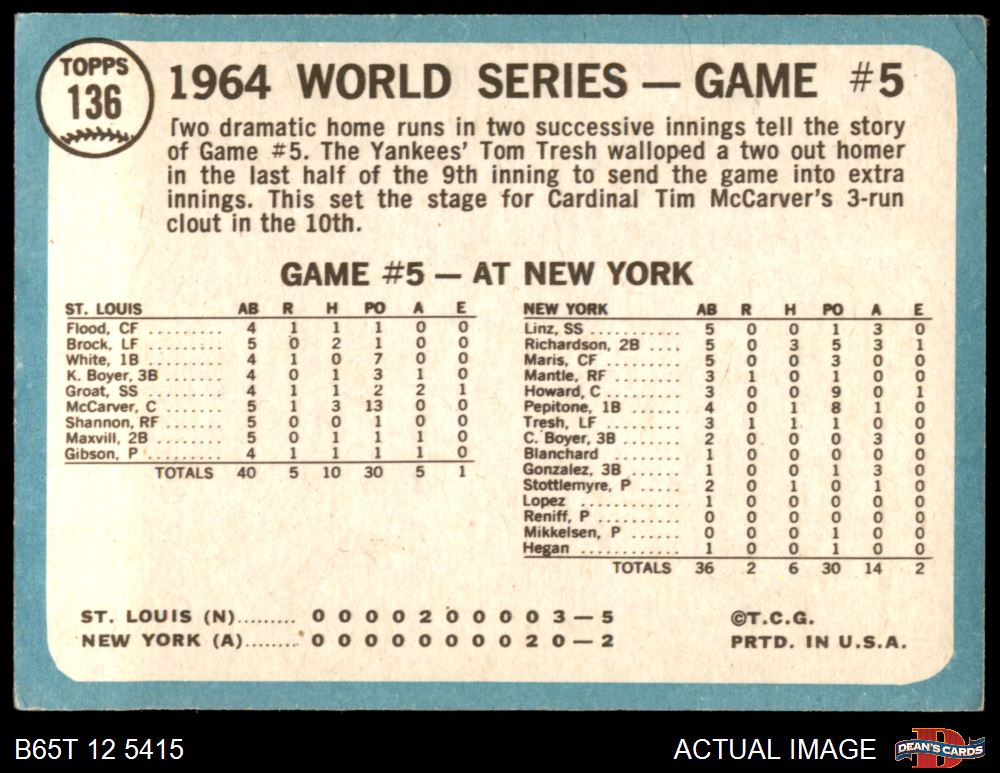 TOPPS
136
1964 WORLD SERIES — GAME #5
Two dramatic home runs in two successive innings tell the story
of Game #5. The Yankees' Tom Tresh walloped a two out homer
in the last half of the 9th inning to send the game into extra
innings. This set the stage for Cardinal Tim McCarver's 3-run
clout in the 10th.
GAME #5 — AT NEW YORK
ST. LOUIS AB R H PO A E
Flood, CF ......... 4 1 1 1 0 0
Brock, LF ......... 5 0 2 1 0 0
White, 1B ......... 4 1 0 7 0 0
K. Boyer, 3B ....... 4 0 1 3 1 0
Groat, SS ......... 4 1 1 2 2 1
McCarver, C ....... 5 1 3 13 0 0
Shannon, RF ....... 5 0 0 1 0 0
Maxvill, 2B ........ 5 0 1 1 1 0
Gibson, P ......... 4 1 1 1 1 0
TOTALS 40 5 10 30 5 1
NEW YORK AB R H PO A E
Linz, SS ........... 5 0 0 1 3 0
Richardson, 2B .... 5 0 3 5 3 1
Maris, CF .......... 5 0 0 3 0 0
Mantle, RF ........ 3 1 0 1 0 0
Howard, C ......... 3 0 0 9 0 1
Pepitone, 1B ...... 4 0 1 8 1 0
Tresh, LF .......... 3 1 1 1 0 0
C. Boyer, 3B ....... 2 0 0 0 3 0
Blanchard ......... 1 0 0 0 0 0
Gonzalez, 3B ...... 1 0 0 1 3 0
Stottlemyre, P ..... 2 0 1 0 1 0
Lopez ............. 1 0 0 0 0 0
Reniff, P ........... 0 0 0 0 0 0
Mikkelsen, P ...... 0 0 0 1 0 0
Hegan ............ 1 0 0 1 0 0
TOTALS 36 2 6 30 14 2
ST. LOUIS (N)......... 0 0 0 0 2 0 0 0 0 3 — 5
NEW YORK (A)......... 0 0 0 0 0 0 0 0 2 0 — 2
©T.C.G.
PRTD. IN U.S.A.
B65T 12 5415
ACTUAL IMAGE
D
DEAN'S CARDS